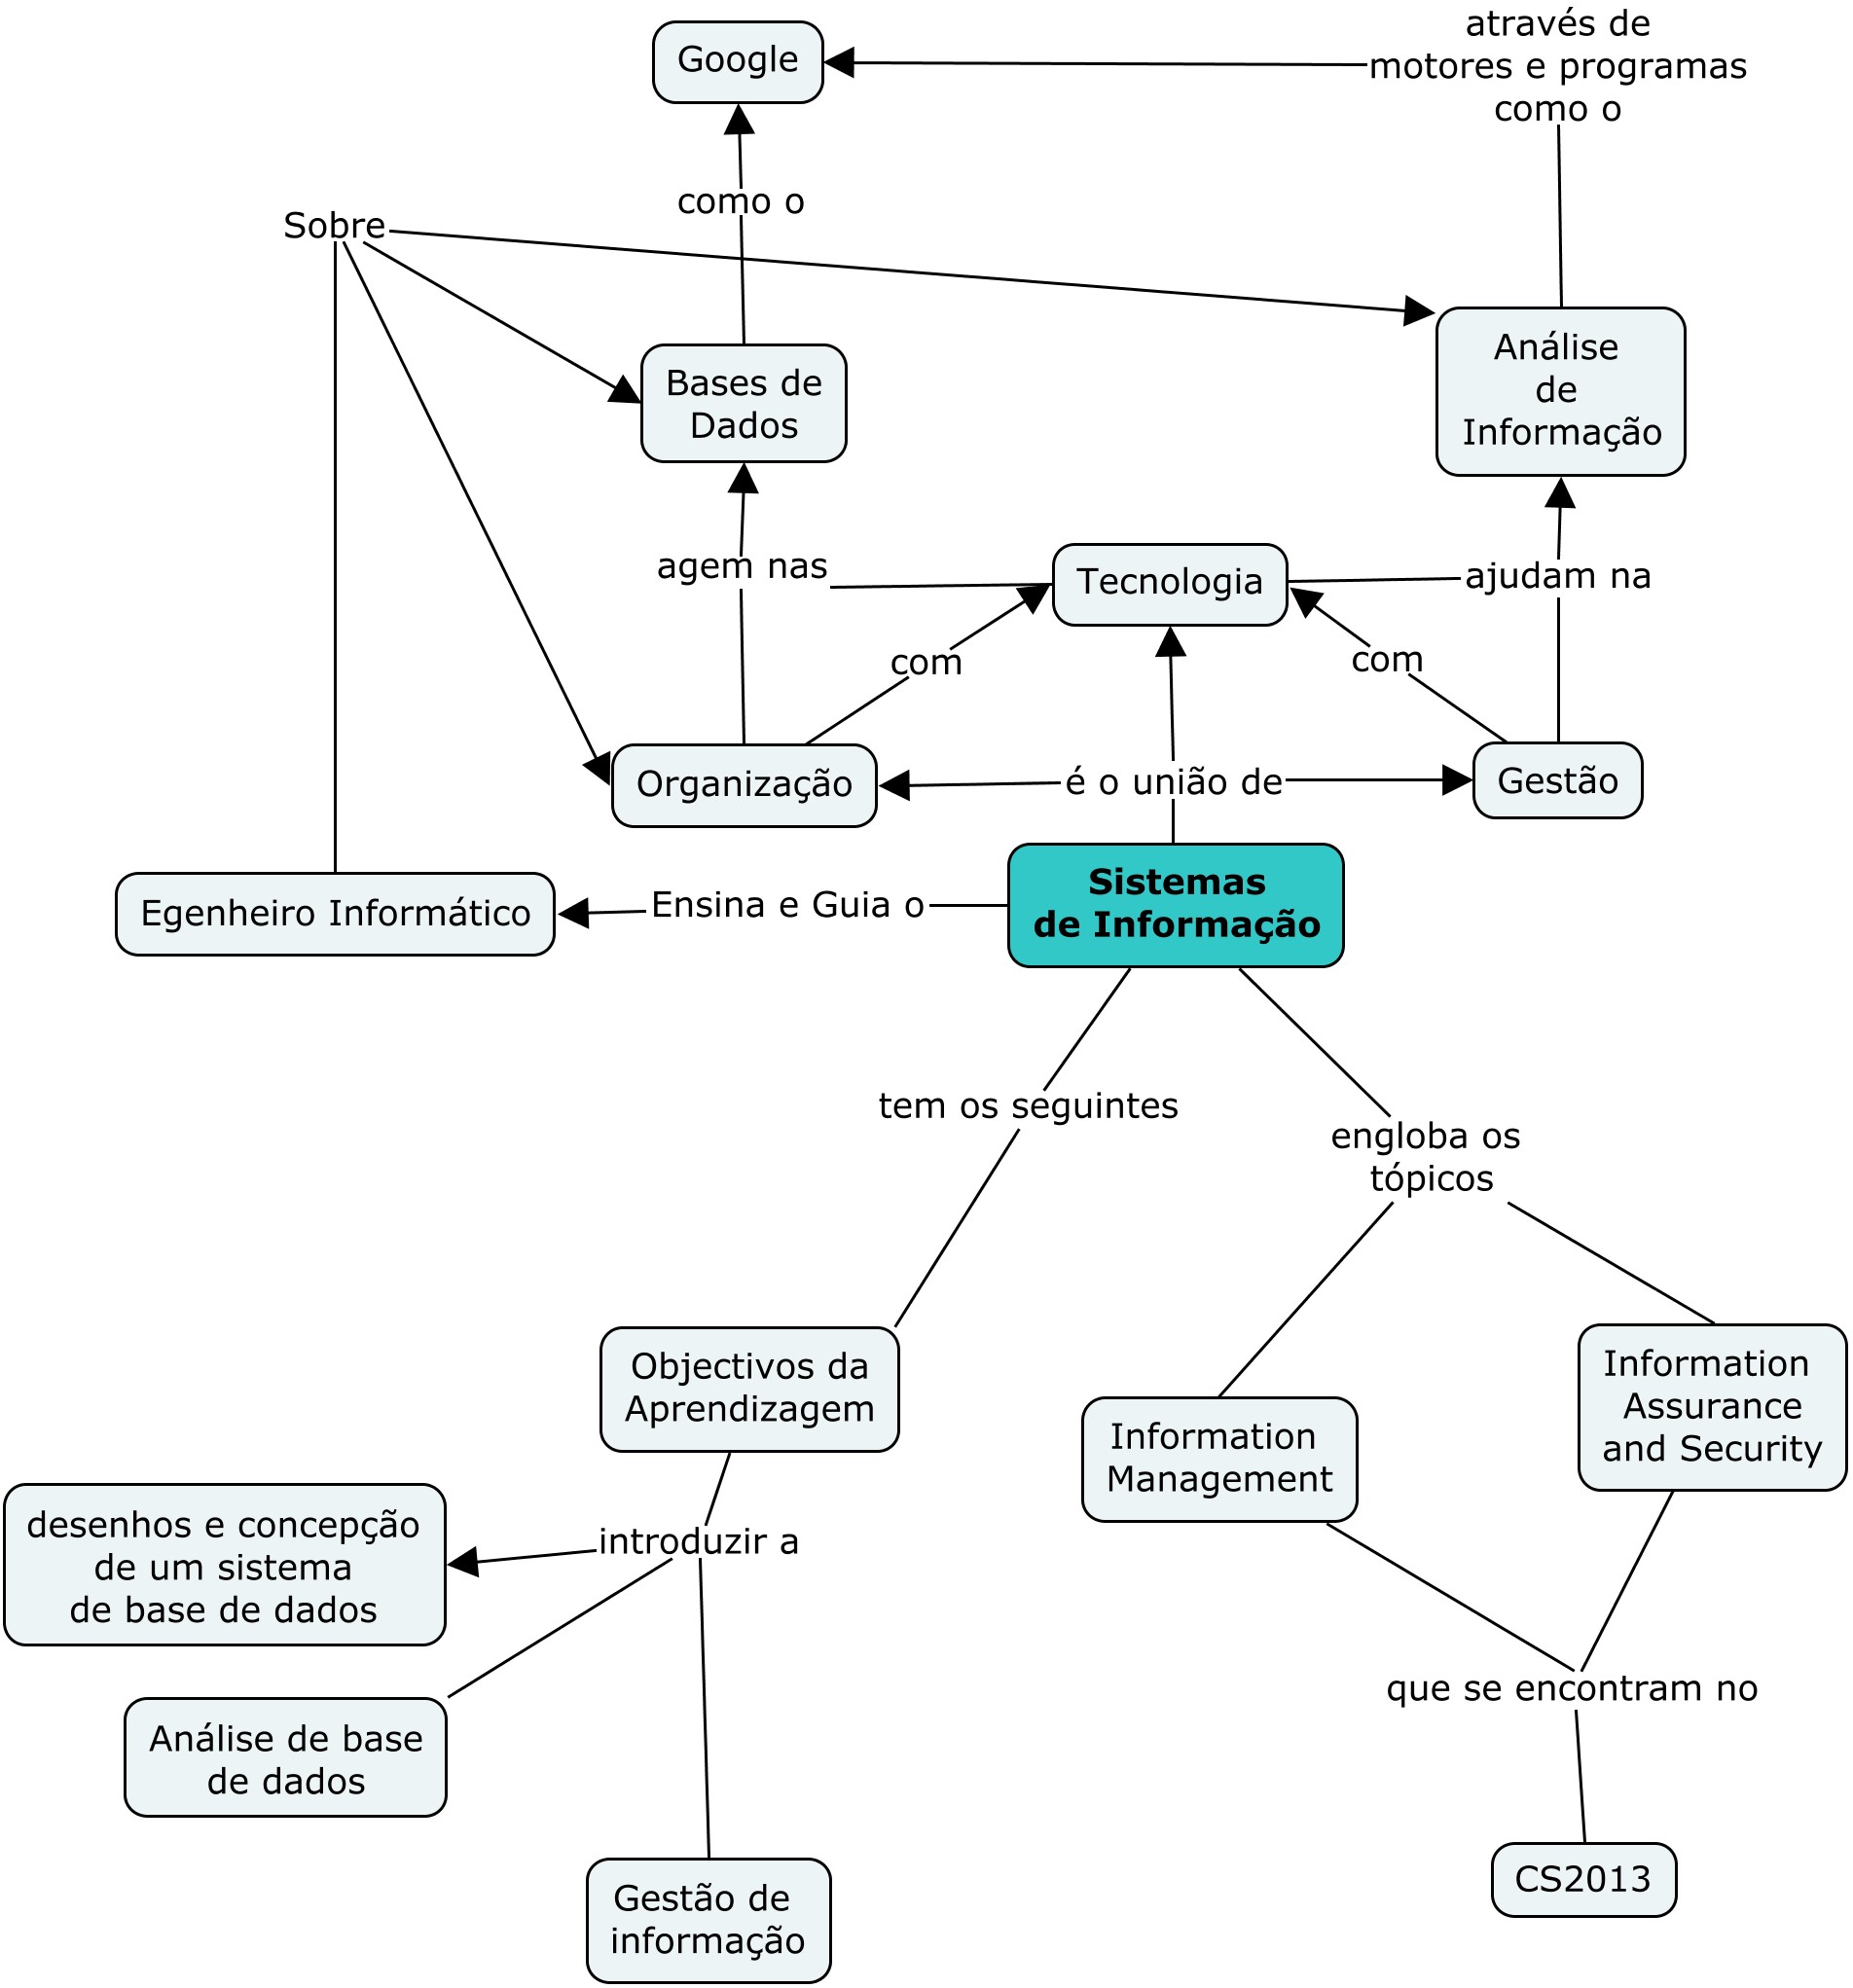 através de
motores e programas
como o
Google
como o
Sobre
Análise
de
Informação
Bases de
Dados
agem nas
Tecnologia
ajudam na
com
com
Organização
é o união de
Gestão
Sistemas
de Informação
Ensina e Guia o
Egenheiro Informático
tem os seguintes
engloba os
tópicos
Objectivos da
Aprendizagem
Information
Assurance
and Security
Information
Management
desenhos e concepção
de um sistema
de base de dados
introduzir a
que se encontram no
Análise de base
de dados
CS2013
Gestão de
informação